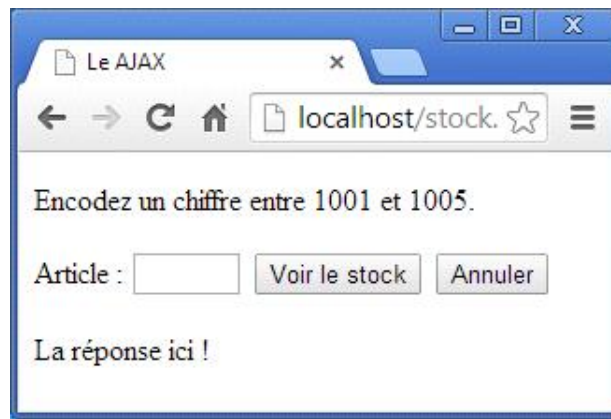 Le AJAX
localhost/stock.
Encodez un chiffre entre 1001 et 1005.
Article : Voir le stock Annuler
La réponse ici !